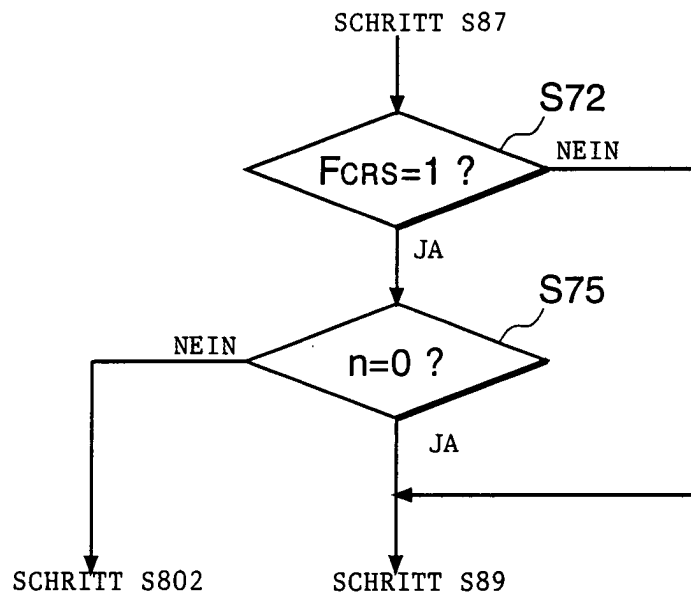 SCHRITT S87
S72
FCRS=1 ?
NEIN
JA
S75
NEIN
n=0 ?
JA
SCHRITT S802
SCHRITT S89